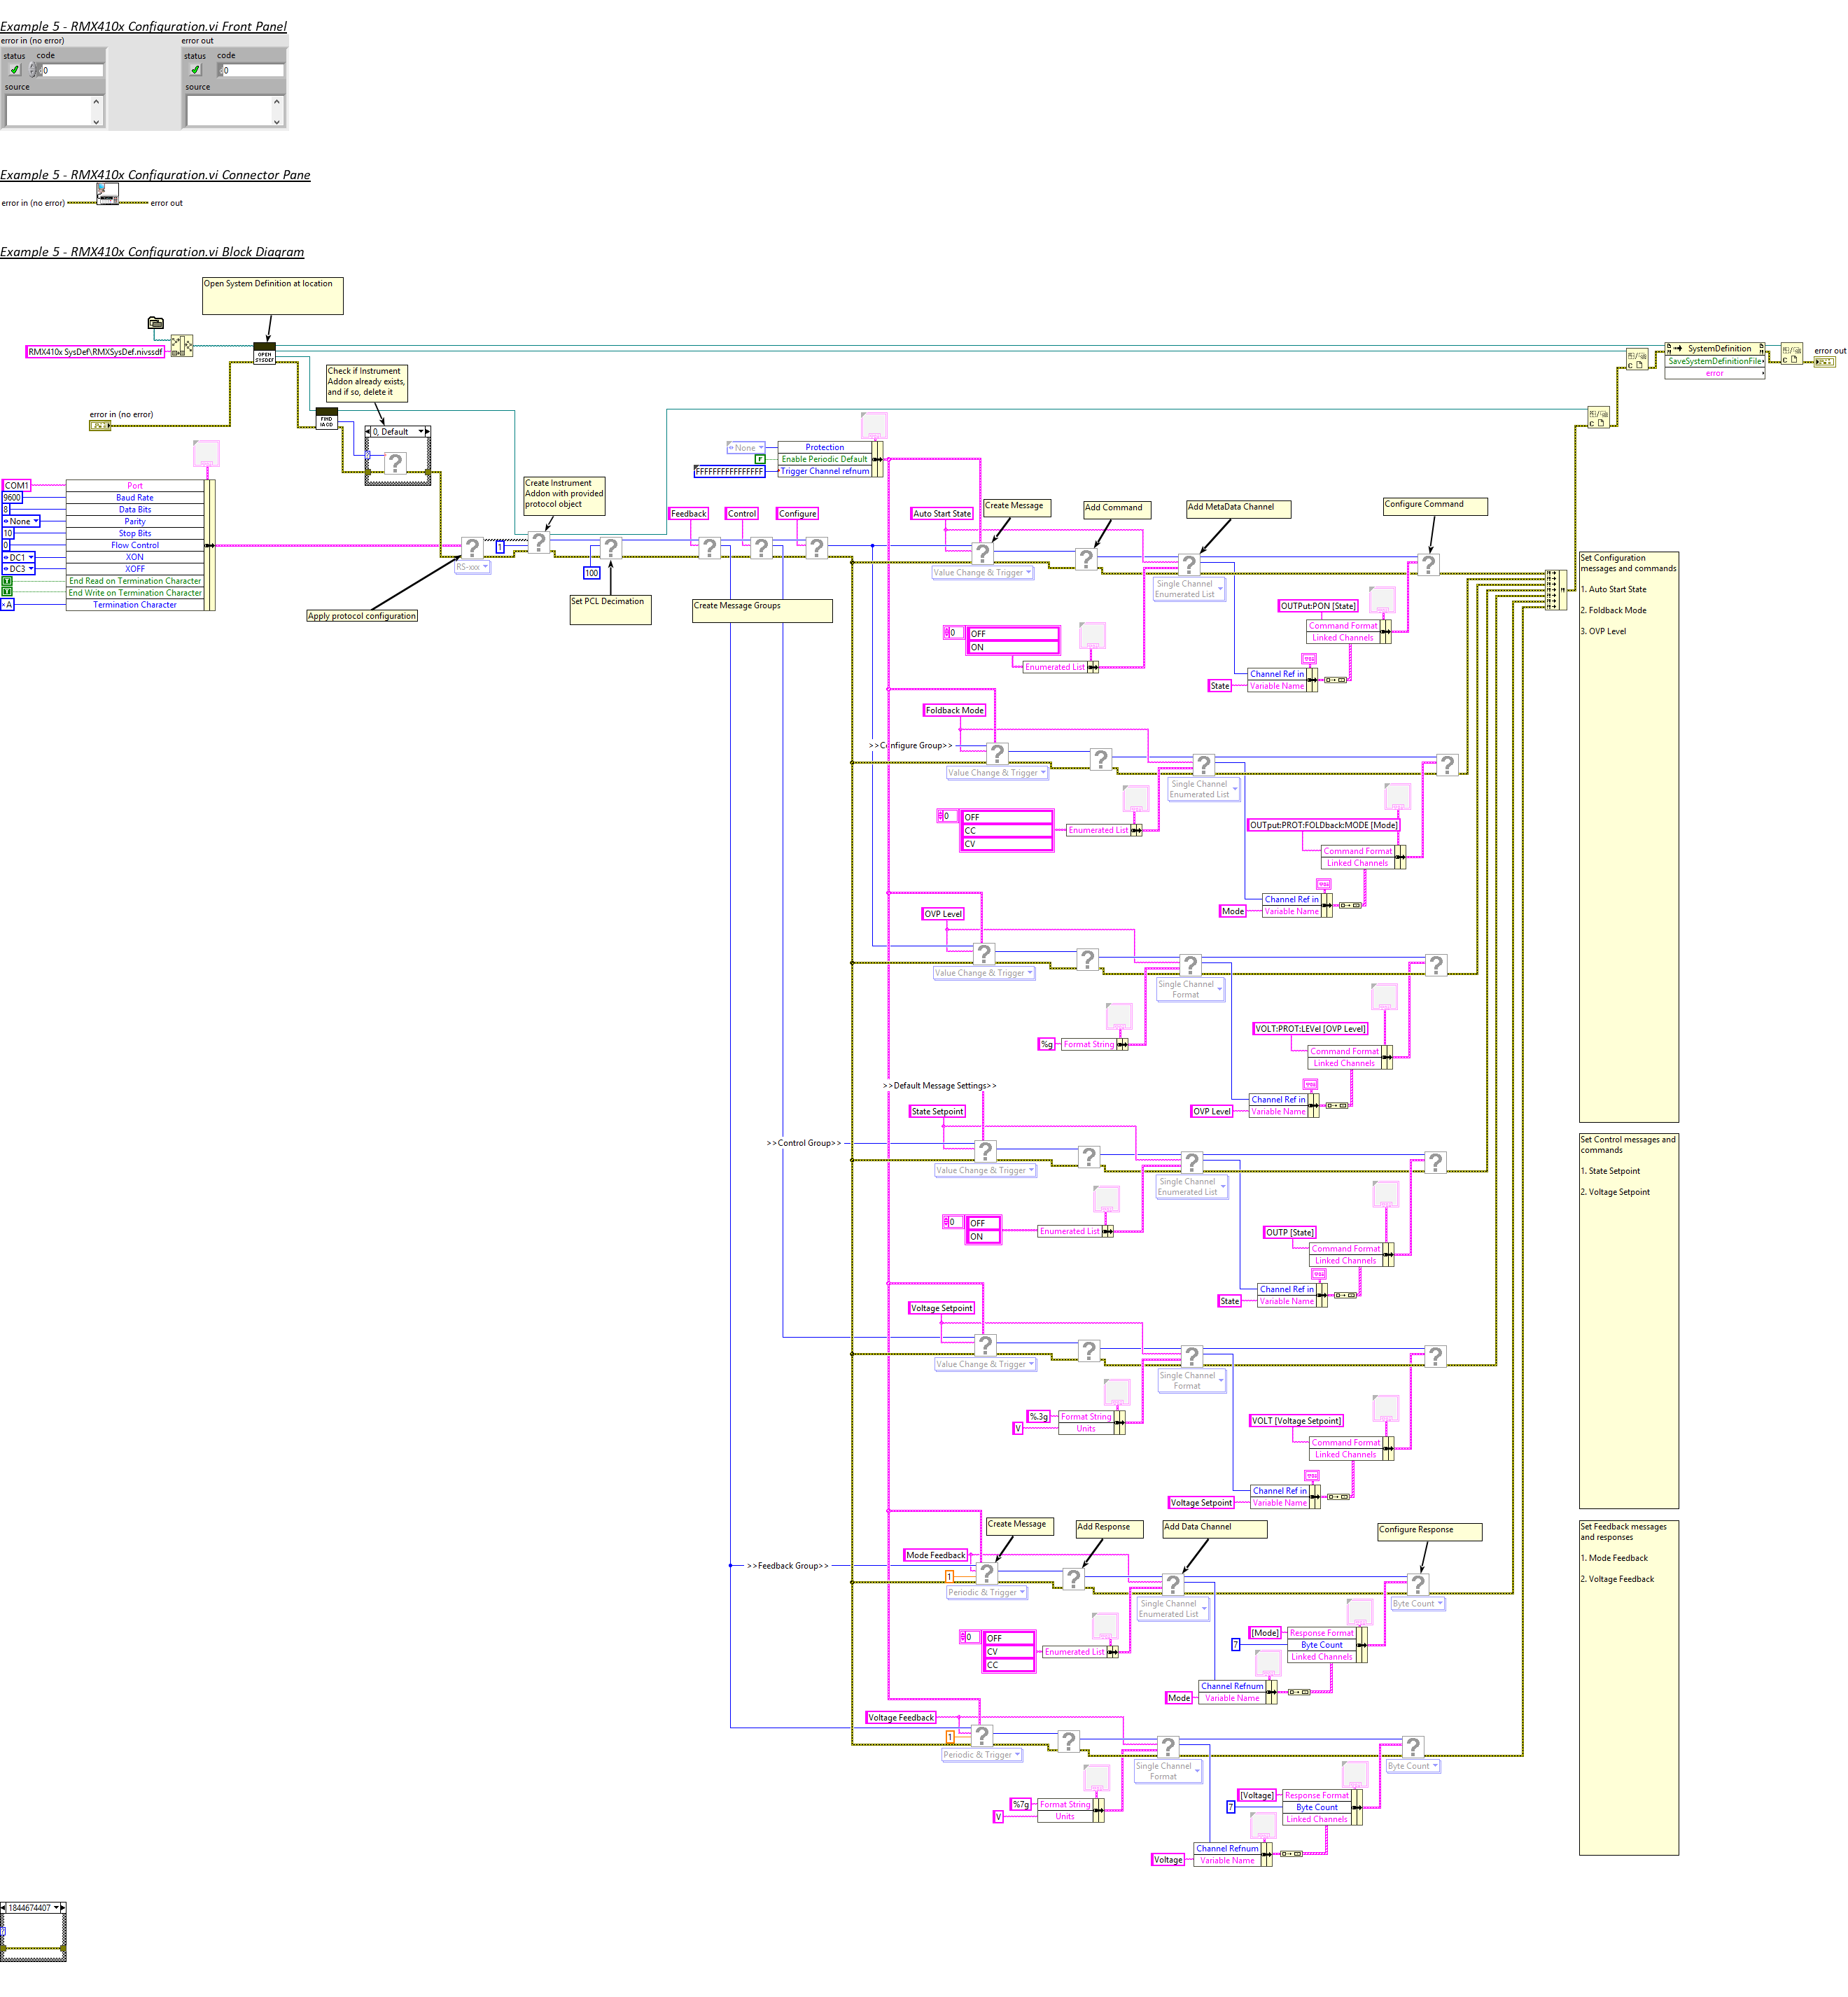 Example 5 - RMX410x Configuration.vi Front Panel
error in (no error)
error out
status
code
0
source
status
code
0
source
Example 5 - RMX410x Configuration.vi Connector Pane
error in (no error)
error out
Example 5 - RMX410x Configuration.vi Block Diagram
Open System Definition at location
RMX410x SysDef\RMXSysDef.nivssdf
OPEN
SYSDEF
SystemDefinition
SaveSystemDefinitionFile
error
error out
Check if Instrument
Addon already exists,
and if so, delete it
error in (no error)
FIND
IA CD
0, Default
COM1
Port
9600
Baud Rate
8
Data Bits
None
Parity
10
Stop Bits
0
Flow Control
DC1
XON
DC3
XOFF
T
End Read on Termination Character
T
End Write on Termination Character
xA
Termination Character
RS-xxx
Apply protocol configuration
1
Create Instrument
Addon with provided
protocol object
100
Set PCL Decimation
Feedback
Control
Configure
Create Message Groups
None
Protection
F
Enable Periodic Default
FFFFFFFFFFFFFFFF
Trigger Channel refnum
Auto Start State
Create Message
Add Command
Add MetaData Channel
Configure Command
Value Change & Trigger
Single Channel
Enumerated List
0
OFF
ON
Enumerated List
OUTPut:PON [State]
Command Format
Linked Channels
Channel Ref in
State
Variable Name
Set Configuration
messages and commands
1. Auto Start State
2. Foldback Mode
3. OVP Level
Foldback Mode
>>Configure Group>>
Value Change & Trigger
Single Channel
Enumerated List
0
OFF
CC
CV
Enumerated List
OUTput:PROT:FOLDback:MODE [Mode]
Command Format
Linked Channels
Channel Ref in
Mode
Variable Name
OVP Level
Value Change & Trigger
Single Channel
Format
%g
Format String
VOLT:PROT:LEVel [OVP Level]
Command Format
Linked Channels
Channel Ref in
OVP Level
Variable Name
>>Default Message Settings>>
State Setpoint
>>Control Group>>
Value Change & Trigger
Single Channel
Enumerated List
0
OFF
ON
Enumerated List
OUTP [State]
Command Format
Linked Channels
Channel Ref in
State
Variable Name
Set Control messages and
commands
1. State Setpoint
2. Voltage Setpoint
Voltage Setpoint
Value Change & Trigger
Single Channel
Format
%.3g
Format String
V
Units
VOLT [Voltage Setpoint]
Command Format
Linked Channels
Channel Ref in
Voltage Setpoint
Variable Name
Create Message
Add Response
Add Data Channel
Configure Response
Mode Feedback
>>Feedback Group>>
1
Periodic & Trigger
Single Channel
Enumerated List
Byte Count
0
OFF
CV
CC
Enumerated List
[Mode]
Response Format
7
Byte Count
Linked Channels
Channel Refnum
Mode
Variable Name
Set Feedback messages
and responses
1. Mode Feedback
2. Voltage Feedback
Voltage Feedback
1
Periodic & Trigger
Single Channel
Format
Byte Count
%7g
Format String
V
Units
[Voltage]
Response Format
7
Byte Count
Linked Channels
Channel Refnum
Voltage
Variable Name
1844674407